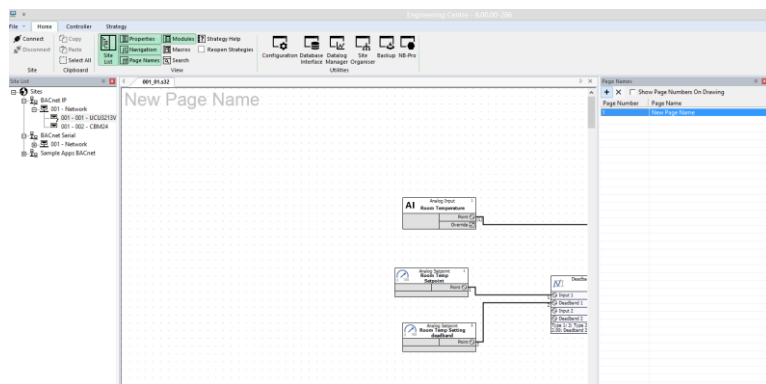 Engineering Centre - 8.00.00-286
File Home Controller Strategy
Connect
Disconnect
Site
Copy
Paste
Select All
Clipboard
Site List
Properties
Navigation
Page Names
Modules
Macros
Search
Strategy Help
Reopen Strategies
View
Configuration
Database Interface
Datalog Manager
Site Organiser
Backup
NB-Pro
Utilities
Site List
Sites
BACnet IP
001 - Network
001 - 001 - UCU3213V
001 - 002 - CBM24
BACnet Serial
001 - Network
Sample Apps BACnet
001_01.s32
New Page Name
AI
Analog Input
Room Temperature
Point
Override
Analog Setpoint
Room Temp
Setpoint
Point
Analog Setpoint
Room Temp Setting
deadband
Point
Input 1
Deadband 1
Input 2
Deadband 2
Page Names
Show Page Numbers On Drawing
Page Number Page Name
1 New Page Name